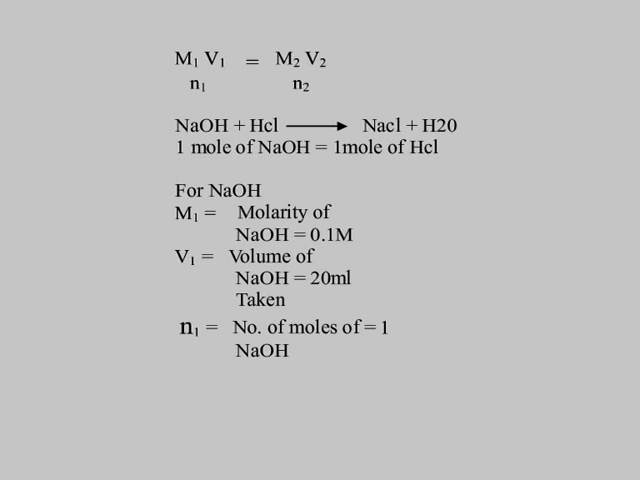 M₁ V₁ = M₂ V₂
n₁ n₂
NaOH + Hcl ⟶ Nacl + H20
1 mole of NaOH = 1mole of Hcl
For NaOH
M₁ = Molarity of
NaOH = 0.1M
V₁ = Volume of
NaOH = 20ml
Taken
n₁ = No. of moles of = 1
NaOH